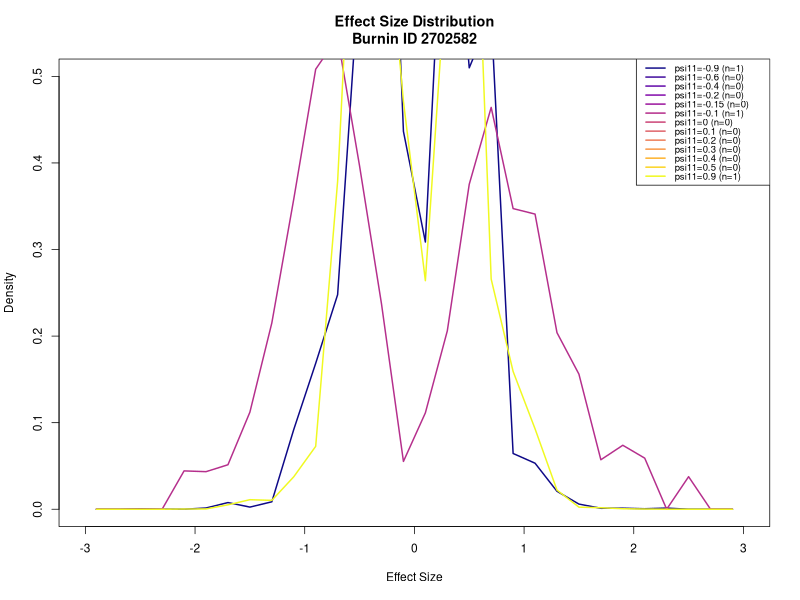 Effect Size Distribution
Burnin ID 2702582
psi11=-0.9 (n=1)
psi11=-0.6 (n=0)
psi11=-0.4 (n=0)
psi11=-0.2 (n=0)
psi11=-0.15 (n=0)
psi11=-0.1 (n=1)
psi11=0 (n=0)
psi11=0.1 (n=0)
psi11=0.2 (n=0)
psi11=0.3 (n=0)
psi11=0.4 (n=0)
psi11=0.5 (n=0)
psi11=0.9 (n=1)
Density
0.5
0.4
0.3
0.2
0.1
0.0
-3 -2 -1 0 1 2 3
Effect Size